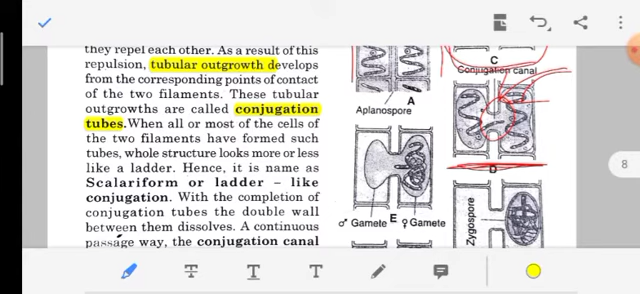 they repel each other. As a result of this
repulsion, tubular outgrowth develops
from the corresponding points of contact
of the two filaments. These tubular
outgrowths are called conjugation
tubes. When all or most of the cells of
the two filaments have formed such
tubes, whole structure looks more or less
like a ladder. Hence, it is name as
Scalariform or ladder – like
conjugation. With the completion of
conjugation tubes the double wall
between them dissolves. A continuous
passage way, the conjugation canal
C
Conjugation canal
A
Aplanospore
D
E
♂ Gamete
♀ Gamete
Zygospore
8
T
T
T